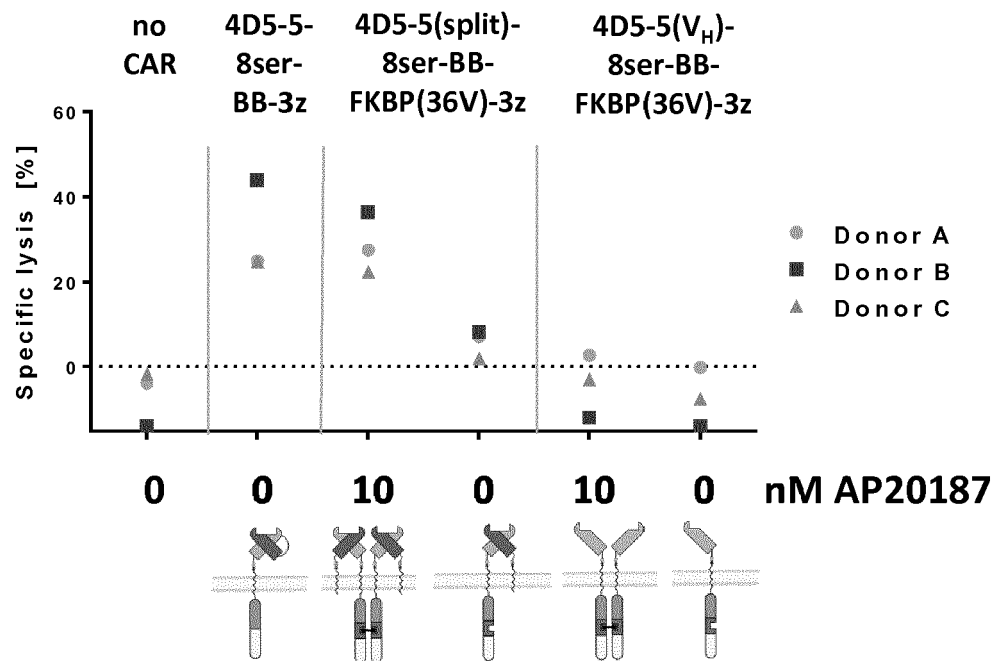 no
CAR
4D5-5-
8ser-
BB-3z
4D5-5(split)-
8ser-BB-
FKBP(36V)-3z
4D5-5(VH)-
8ser-BB-
FKBP(36V)-3z
Specific lysis [%]
60
40
20
0
Donor A
Donor B
Donor C
0 0 10 0 10 0 nM AP20187